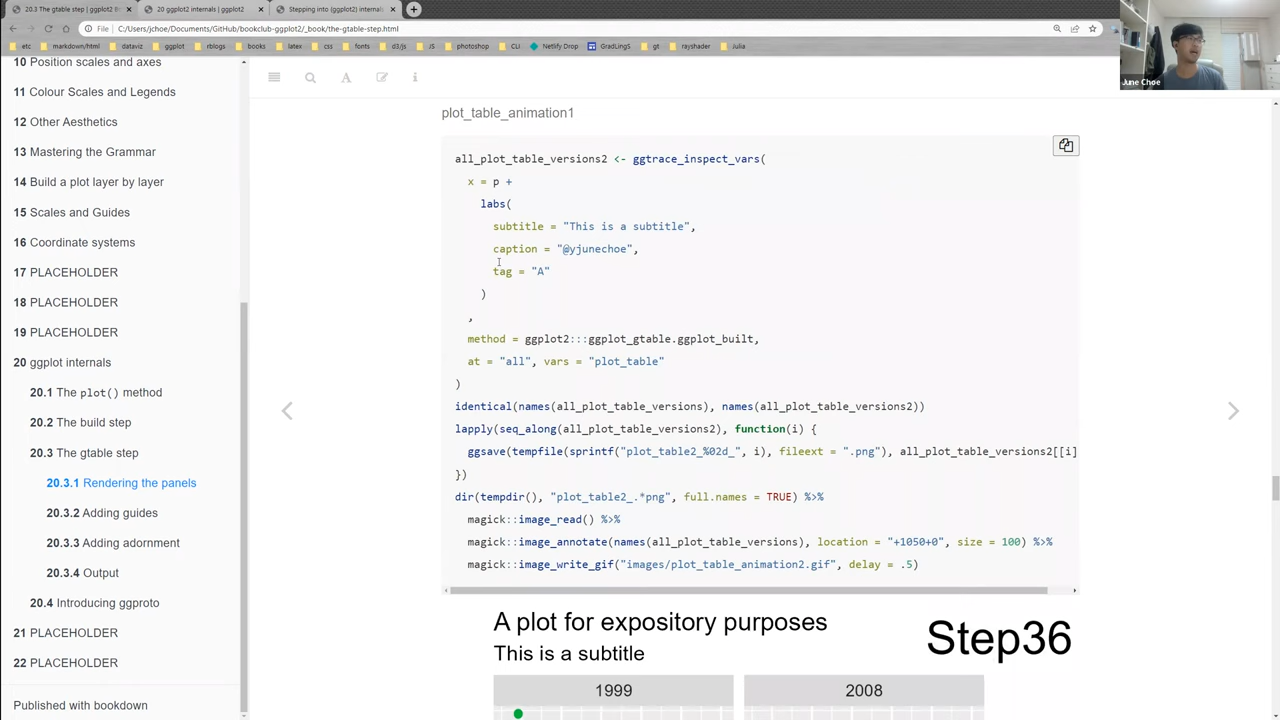 20.3 The gtable step | ggplot2 B
20 ggplot2 internals | ggplot2
Stepping into {ggplot2} internal
File | C:/Users/jchoe/Documents/GitHub/bookclub-ggplot2/_book/the-gtable-step.html
etc
markdown/html
dataviz
ggplot
rblogs
books
latex
css
fonts
d3/js
JS
photoshop
CLI
Netlify Drop
GradLingS
gt
rayshader
Julia
June Choe
10 Position scales and axes
11 Colour Scales and Legends
12 Other Aesthetics
13 Mastering the Grammar
14 Build a plot layer by layer
15 Scales and Guides
16 Coordinate systems
17 PLACEHOLDER
18 PLACEHOLDER
19 PLACEHOLDER
20 ggplot internals
20.1 The plot() method
20.2 The build step
20.3 The gtable step
20.3.1 Rendering the panels
20.3.2 Adding guides
20.3.3 Adding adornment
20.3.4 Output
20.4 Introducing ggproto
21 PLACEHOLDER
22 PLACEHOLDER
Published with bookdown
plot_table_animation1
all_plot_table_versions2 <- ggtrace_inspect_vars(
x = p +
labs(
subtitle = "This is a subtitle",
caption = "@yjunechoe",
tag = "A"
)
,
method = ggplot2:::ggplot_gtable.ggplot_built,
at = "all", vars = "plot_table"
)
identical(names(all_plot_table_versions), names(all_plot_table_versions2))
lapply(seq_along(all_plot_table_versions2), function(i) {
ggsave(tempfile(sprintf("plot_table2_%02d_", i), fileext = ".png"), all_plot_table_versions2[[i]
})
dir(tempdir(), "plot_table2_.*png", full.names = TRUE) %>%
magick::image_read() %>%
magick::image_annotate(names(all_plot_table_versions), location = "+1050+0", size = 100) %>%
magick::image_write_gif("images/plot_table_animation2.gif", delay = .5)
A plot for expository purposes
Step36
This is a subtitle
1999
2008